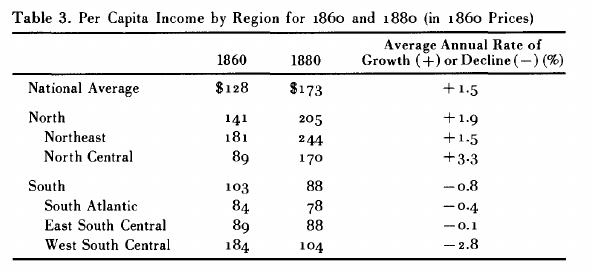 Table 3. Per Capita Income by Region for 1860 and 1880 (in 1860 Prices)
Average Annual Rate of
1860 1880 Growth (+) or Decline (−) (%)
National Average $128 $173 +1.5
North 141 205 +1.9
Northeast 181 244 +1.5
North Central 89 170 +3.3
South 103 88 −0.8
South Atlantic 84 78 −0.4
East South Central 89 88 −0.1
West South Central 184 104 −2.8